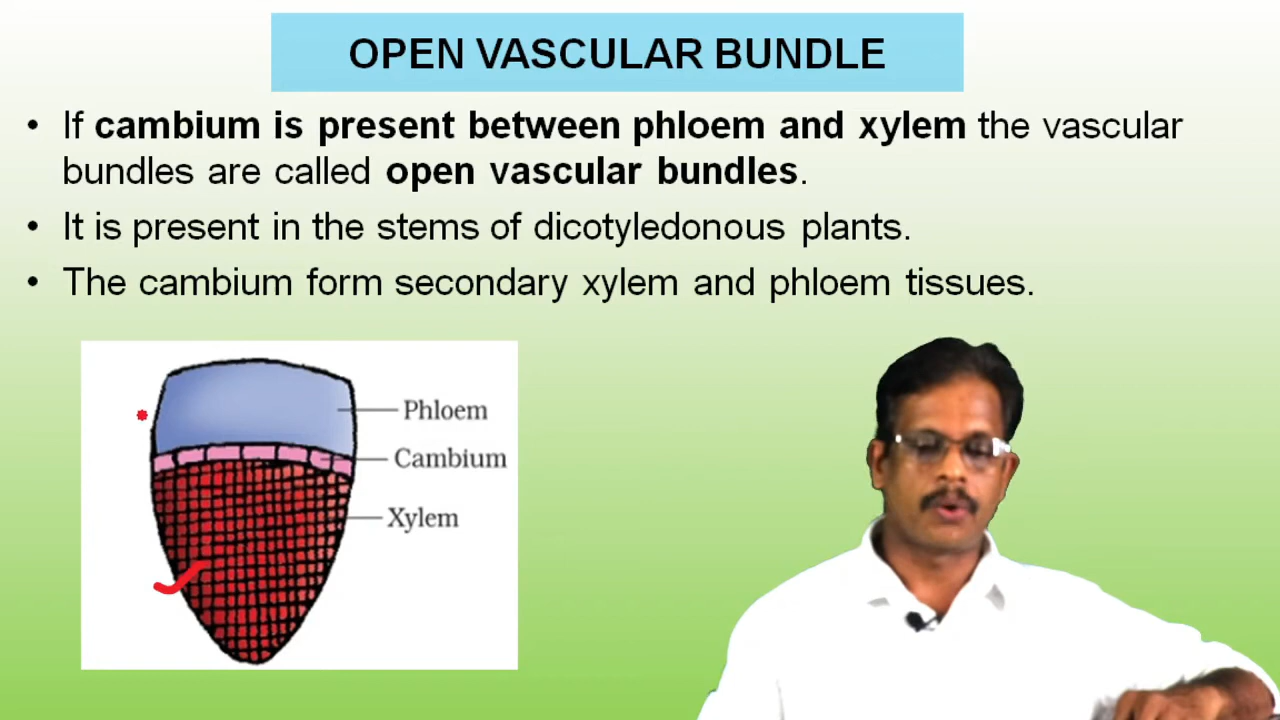 OPEN VASCULAR BUNDLE
• If cambium is present between phloem and xylem the vascular
bundles are called open vascular bundles.
• It is present in the stems of dicotyledonous plants.
• The cambium form secondary xylem and phloem tissues.
Phloem
Cambium
Xylem